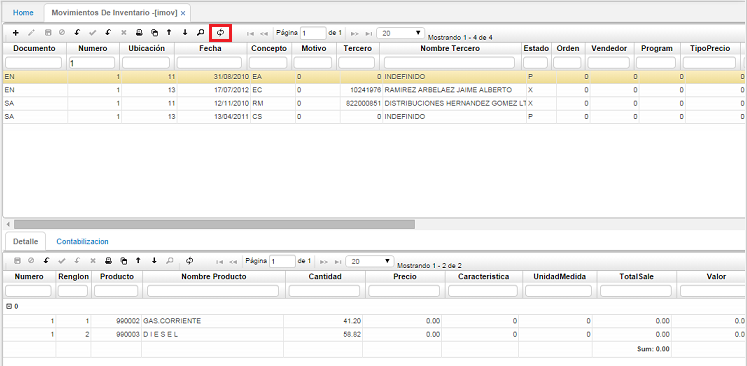 Home Movimientos De Inventario -[imov] ×
Página 1 de 1 20 Mostrando 1 - 4 de 4
Documento Numero Ubicación Fecha Concepto Motivo Tercero Nombre Tercero Estado Orden Vendedor Program TipoPrecio
1
EN 1 11 31/08/2010 EA 0 0 INDEFINIDO P 0 0 0 0
EN 1 13 17/07/2012 EC 0 10241976 RAMIREZ ARBELAEZ JAIME ALBERTO X 0 0 0 0
SA 1 11 12/11/2010 RM 0 822000851 DISTRIBUCIONES HERNANDEZ GOMEZ LT X 0 0 0 0
SA 1 13 13/04/2011 CS 0 0 INDEFINIDO P 0 0 0 0
Detalle Contabilizacion
Página 1 de 1 20 Mostrando 1 - 2 de 2
Numero Renglon Producto Nombre Producto Cantidad Precio Caracteristica UnidadMedida TotalSale Valor
0
1 1 990002 GAS.CORRIENTE 41.20 0.00 0 0 0.00 0.0
1 2 990003 D I E S E L 58.82 0.00 0 0 0.00 0.0
Sum: 0.00